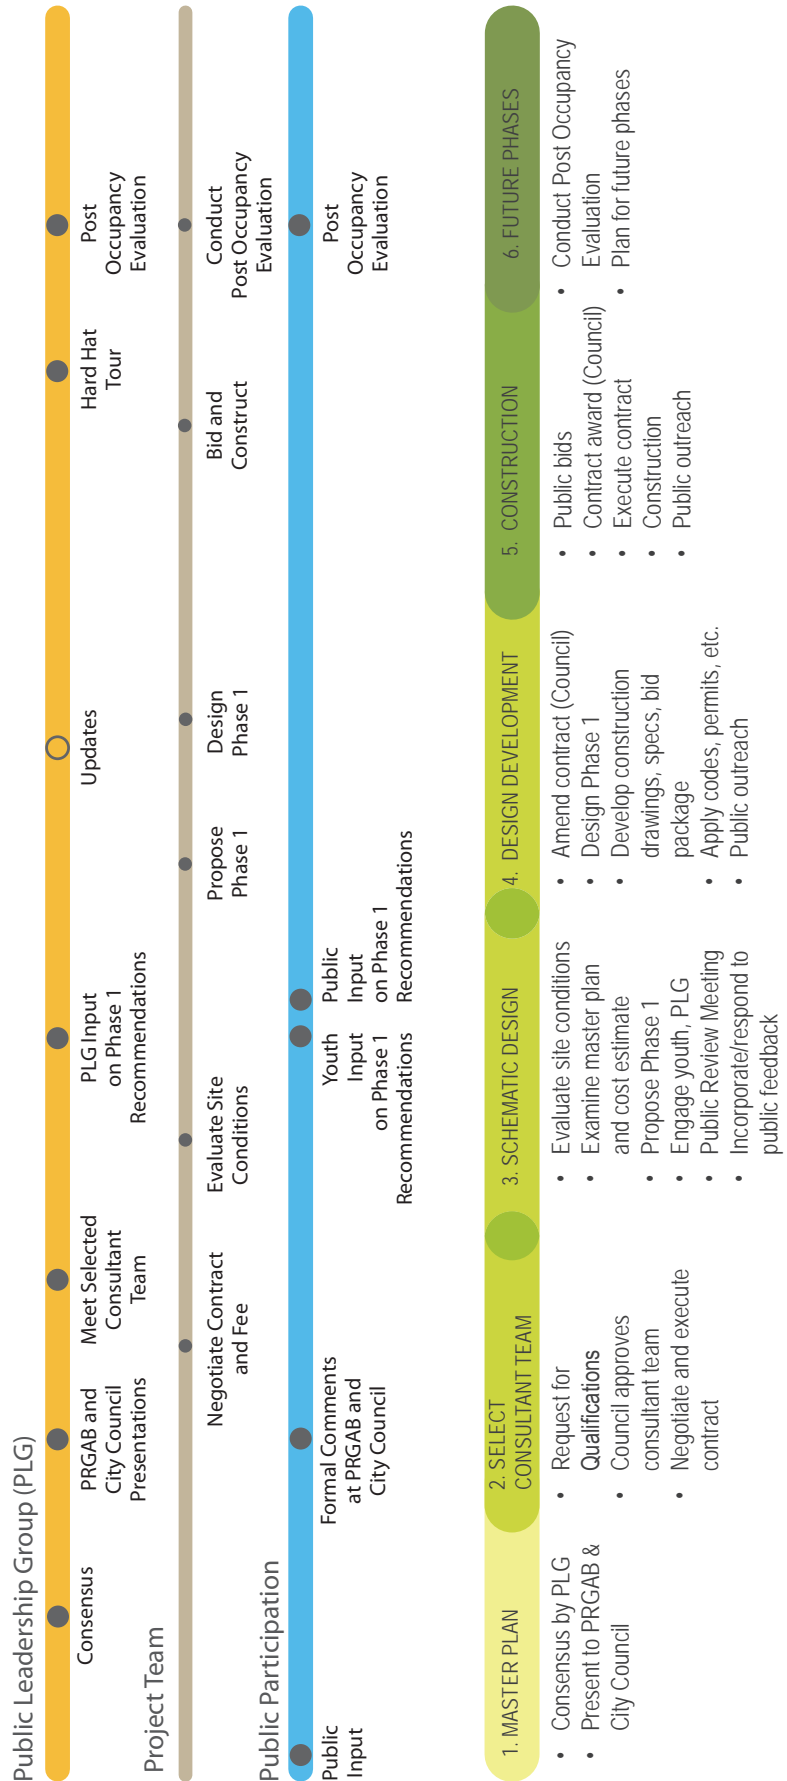 Public Leadership Group (PLG)
Consensus
PRGAB and
City Council
Presentations
Meet Selected
Consultant
Team
PLG Input
on Phase 1
Recommendations
Updates
Hard Hat
Tour
Post
Occupancy
Evaluation
Project Team
Negotiate Contract
and Fee
Evaluate Site
Conditions
Propose
Phase 1
Design
Phase 1
Bid and
Construct
Conduct
Post Occupancy
Evaluation
Public Participation
Public
Input
Formal Comments
at PRGAB and
City Council
Youth
Input
on Phase 1
Recommendations
Public
Input
on Phase 1
Recommendations
Post
Occupancy
Evaluation
1. MASTER PLAN
• Consensus by PLG
• Present to PRGAB &
City Council
2. SELECT
CONSULTANT TEAM
• Request for
Qualifications
• Council approves
consultant team
• Negotiate and execute
contract
3. SCHEMATIC DESIGN
• Evaluate site conditions
• Examine master plan
and cost estimate
• Propose Phase 1
• Engage youth, PLG
• Public Review Meeting
• Incorporate/respond to
public feedback
4. DESIGN DEVELOPMENT
• Amend contract (Council)
• Design Phase 1
• Develop construction
drawings, specs, bid
package
• Apply codes, permits, etc.
• Public outreach
5. CONSTRUCTION
• Public bids
• Contract award (Council)
• Execute contract
• Construction
• Public outreach
6. FUTURE PHASES
• Conduct Post Occupancy
Evaluation
• Plan for future phases